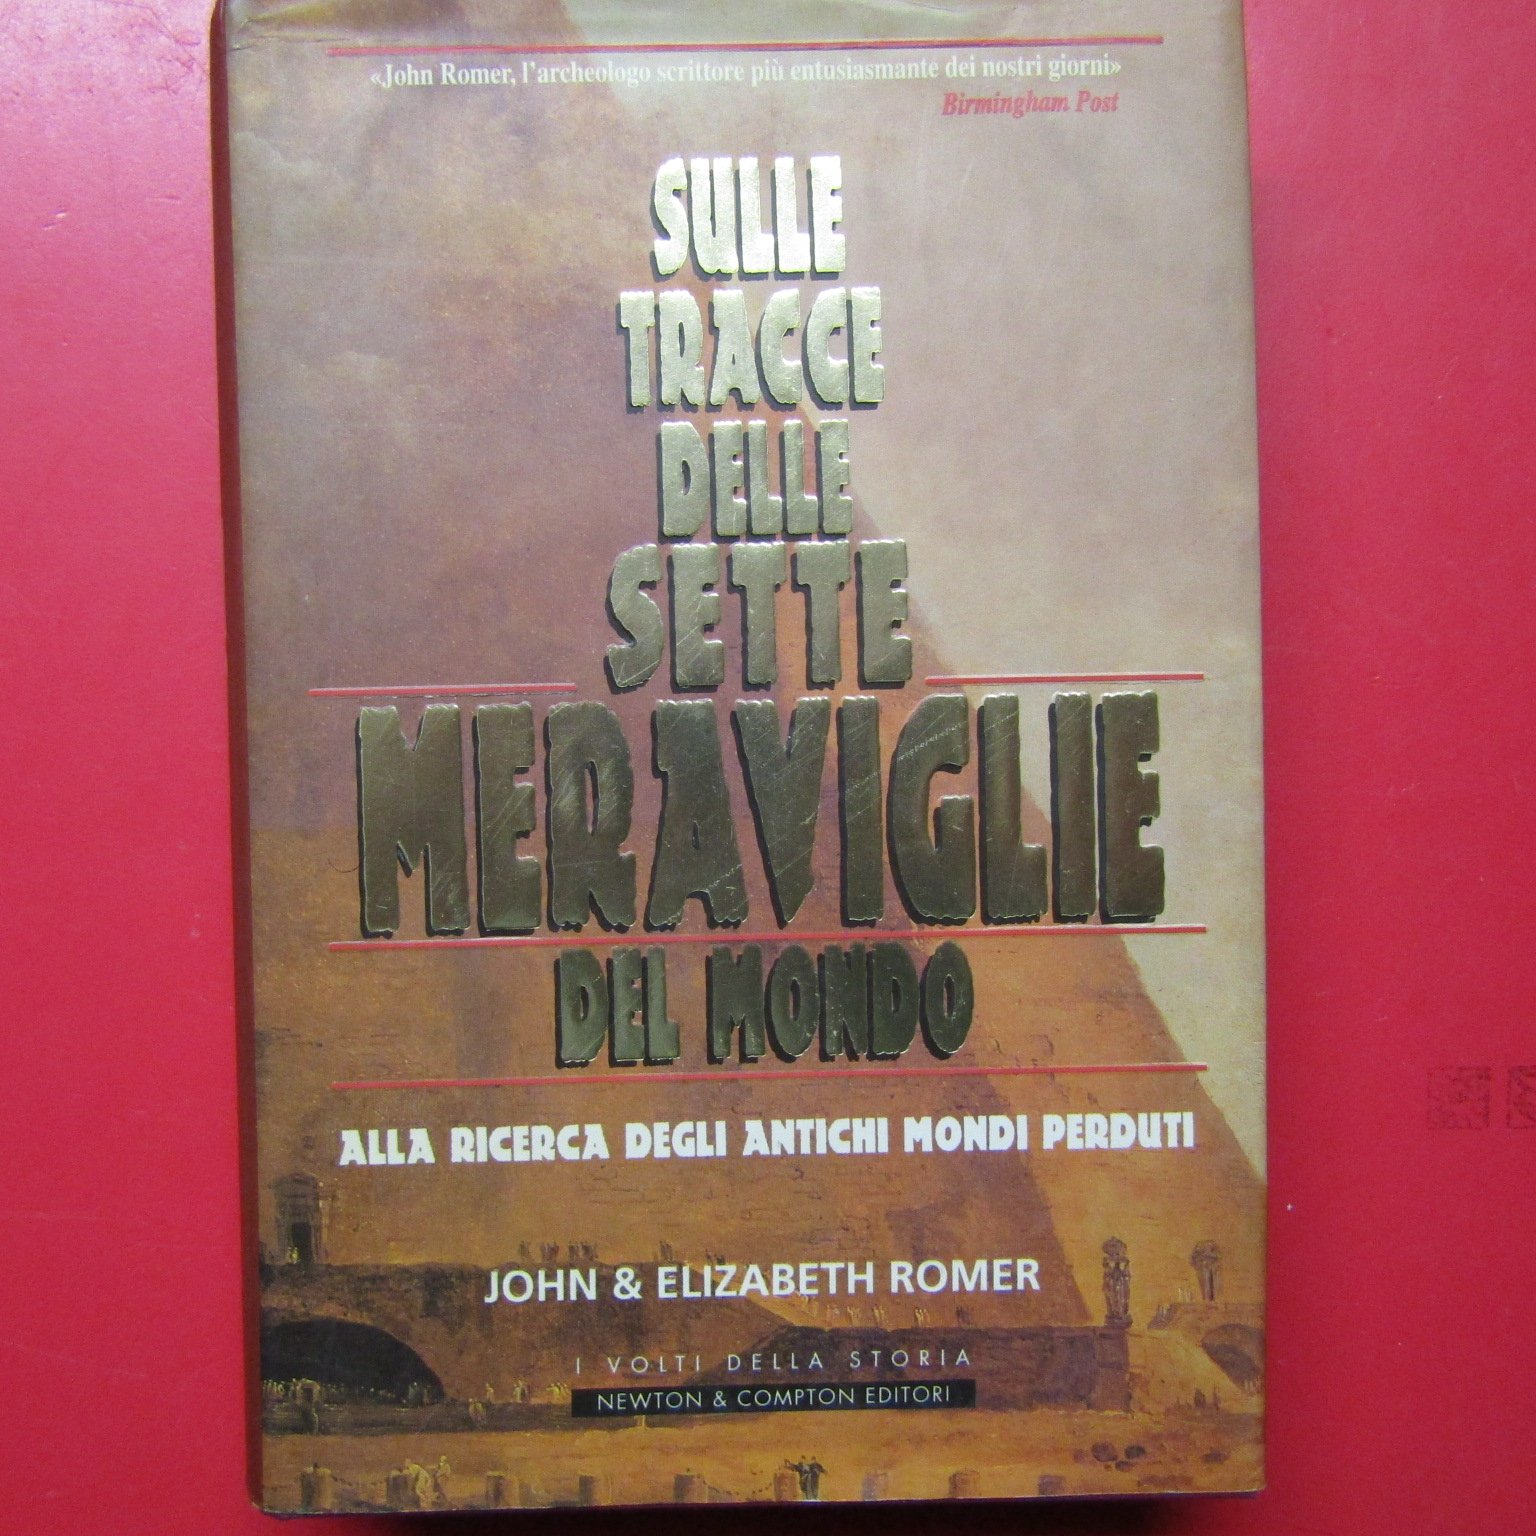 «John Romer, l'archeologo scrittore più entusiasmante dei nostri giorni»
Birmingham Post
SULLE
TRACCE
DELLE
SETTE
MERAVIGLIE
DEL MONDO
ALLA RICERCA DEGLI ANTICHI MONDI PERDUTI
JOHN & ELIZABETH ROMER
I VOLTI DELLA STORIA
NEWTON & COMPTON EDITORI